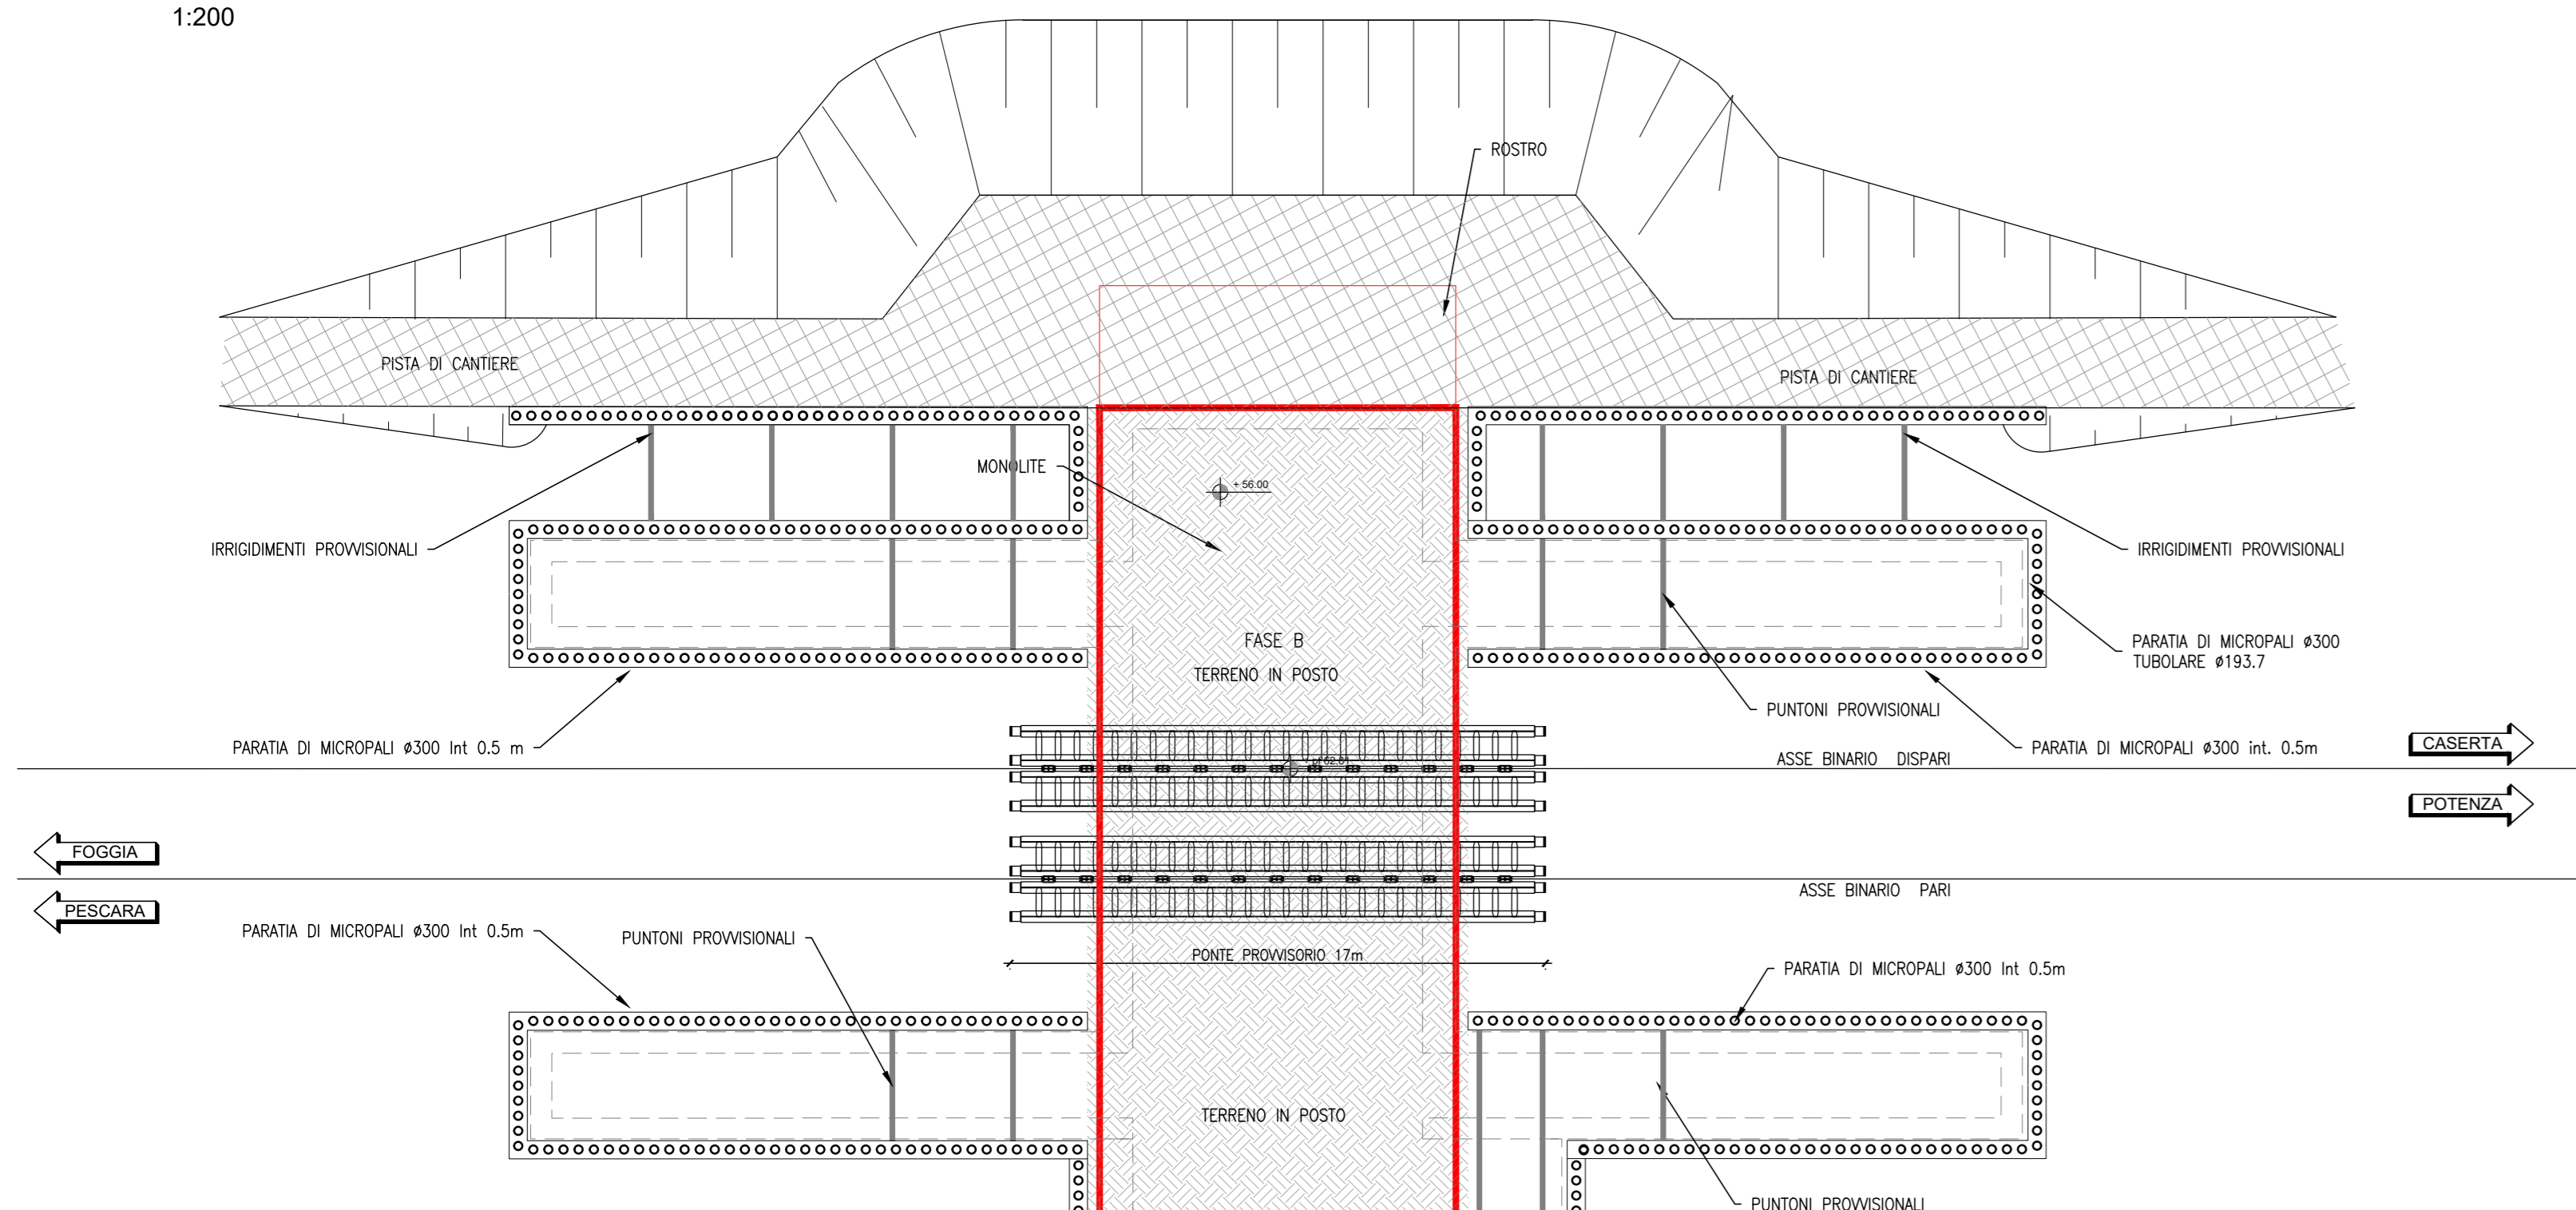 1:200
ROSTRO
PISTA DI CANTIERE
PISTA DI CANTIERE
MONOLITE
+ 56.00
IRRIGIDIMENTI PROVVISIONALI
IRRIGIDIMENTI PROVVISIONALI
FASE B
TERRENO IN POSTO
PARATIA DI MICROPALI ø300
TUBOLARE ø193.7
PUNTONI PROVVISIONALI
PARATIA DI MICROPALI ø300 Int 0.5 m
PARATIA DI MICROPALI ø300 int. 0.5m
CASERTA
ASSE BINARIO DISPARI
POTENZA
FOGGIA
ASSE BINARIO PARI
PESCARA
PARATIA DI MICROPALI ø300 Int 0.5m
PUNTONI PROVVISIONALI
PONTE PROVVISORIO 17m
PARATIA DI MICROPALI ø300 Int 0.5m
TERRENO IN POSTO
PUNTONI PROVVISIONALI